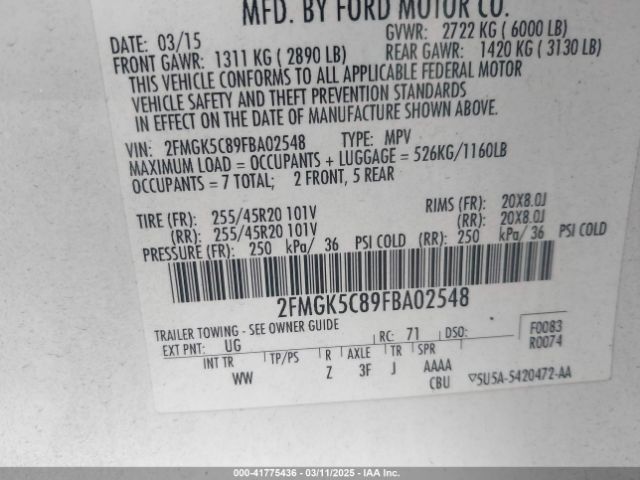 MFD. BY FORD MOTOR CO.
DATE: 03/15 GVWR: 2722 KG ( 6000 LB)
FRONT GAWR: 1311 KG ( 2890 LB) REAR GAWR: 1420 KG ( 3130 LB)
THIS VEHICLE CONFORMS TO ALL APPLICABLE FEDERAL MOTOR
VEHICLE SAFETY AND THEFT PREVENTION STANDARDS
IN EFFECT ON THE DATE OF MANUFACTURE SHOWN ABOVE.
VIN: 2FMGK5C89FBA02548 TYPE: MPV
MAXIMUM LOAD = OCCUPANTS + LUGGAGE = 526KG/1160LB
OCCUPANTS = 7 TOTAL; 2 FRONT, 5 REAR
TIRE (FR): 255/45R20 101V RIMS (FR): 20X8.0J
(RR): 255/45R20 101V (RR): 20X8.0J
PRESSURE (FR): 250 kPa/ 36 PSI COLD (RR): 250 kPa/ 36 PSI COLD
2FMGK5C89FBA02548
TRAILER TOWING - SEE OWNER GUIDE
EXT PNT: UG RC: 71 DSO: F0083
R0074
INT TR TP/PS R AXLE TR SPR
WW Z 3F J AAAA
CBU ▽5U5A-5420472-AA
000-41775436 - 03/11/2025 - IAA Inc.